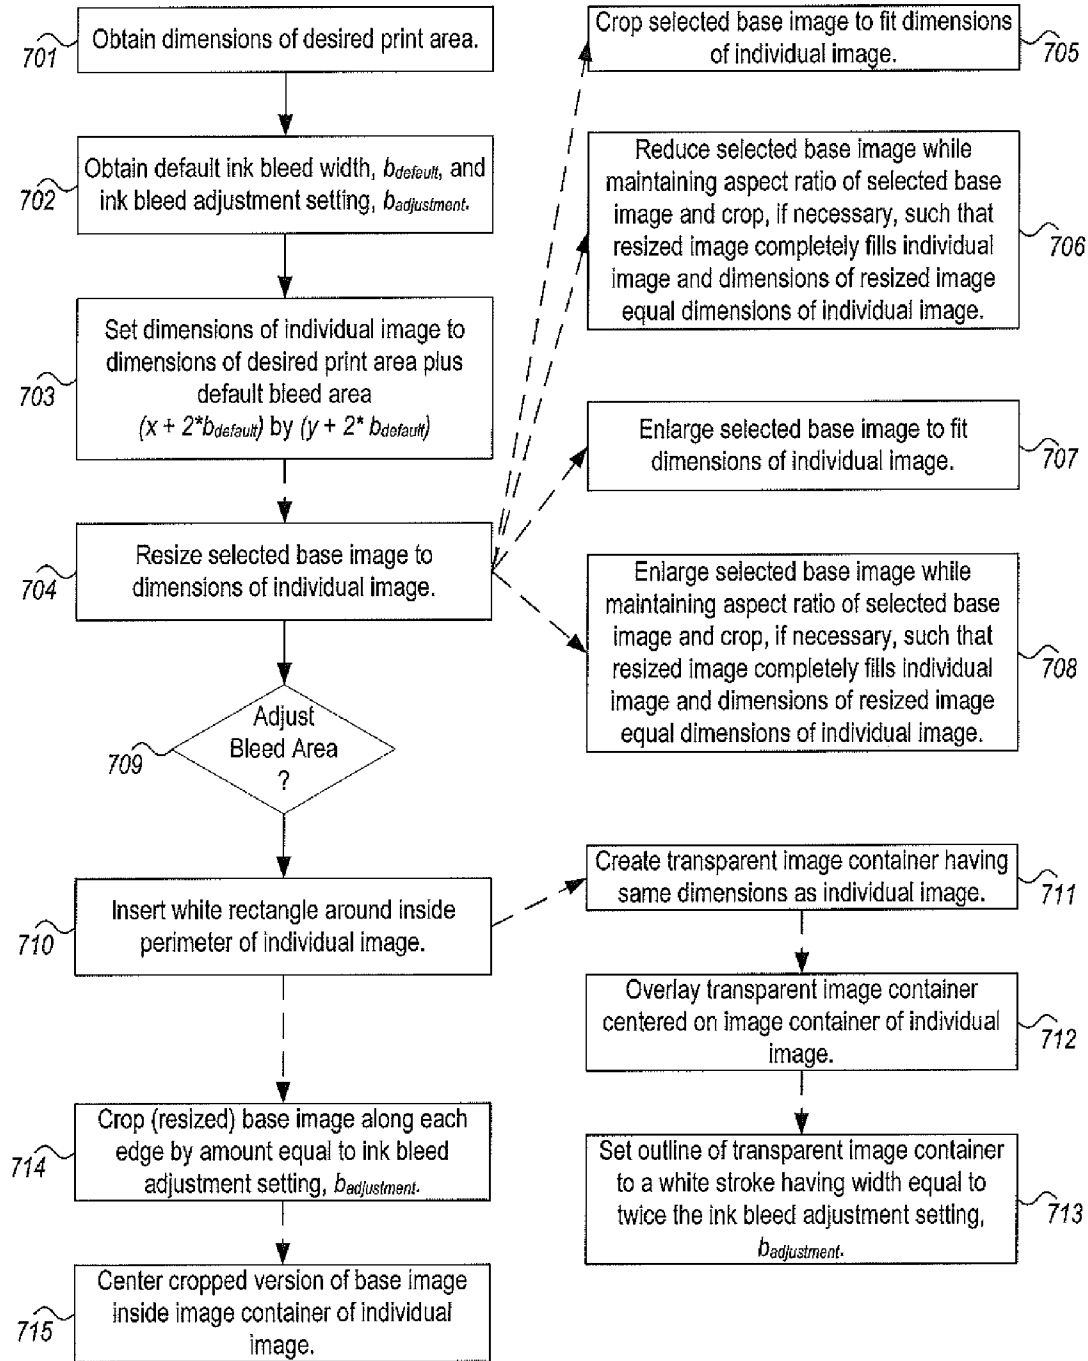 701
Obtain dimensions of desired print area.
702
Obtain default ink bleed width, bdefault, and
ink bleed adjustment setting, badjustment.
703
Set dimensions of individual image to
dimensions of desired print area plus
default bleed area
(x + 2*bdefault) by (y + 2* bdefault)
704
Resize selected base image to
dimensions of individual image.
Crop selected base image to fit dimensions
of individual image.
705
Reduce selected base image while
maintaining aspect ratio of selected base
image and crop, if necessary, such that
resized image completely fills individual
image and dimensions of resized image
equal dimensions of individual image.
706
Enlarge selected base image to fit
dimensions of individual image.
707
Enlarge selected base image while
maintaining aspect ratio of selected base
image and crop, if necessary, such that
resized image completely fills individual
image and dimensions of resized image
equal dimensions of individual image.
708
709
Adjust
Bleed Area
?
710
Insert white rectangle around inside
perimeter of individual image.
Create transparent image container having
same dimensions as individual image.
711
Overlay transparent image container
centered on image container of individual
image.
712
Set outline of transparent image container
to a white stroke having width equal to
twice the ink bleed adjustment setting,
badjustment.
713
714
Crop (resized) base image along each
edge by amount equal to ink bleed
adjustment setting, badjustment.
715
Center cropped version of base image
inside image container of individual
image.